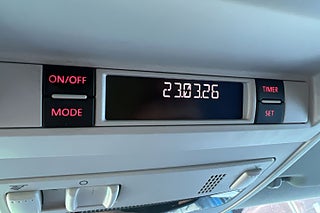 ON/OFF
MODE
23.03.26
TIMER
SET